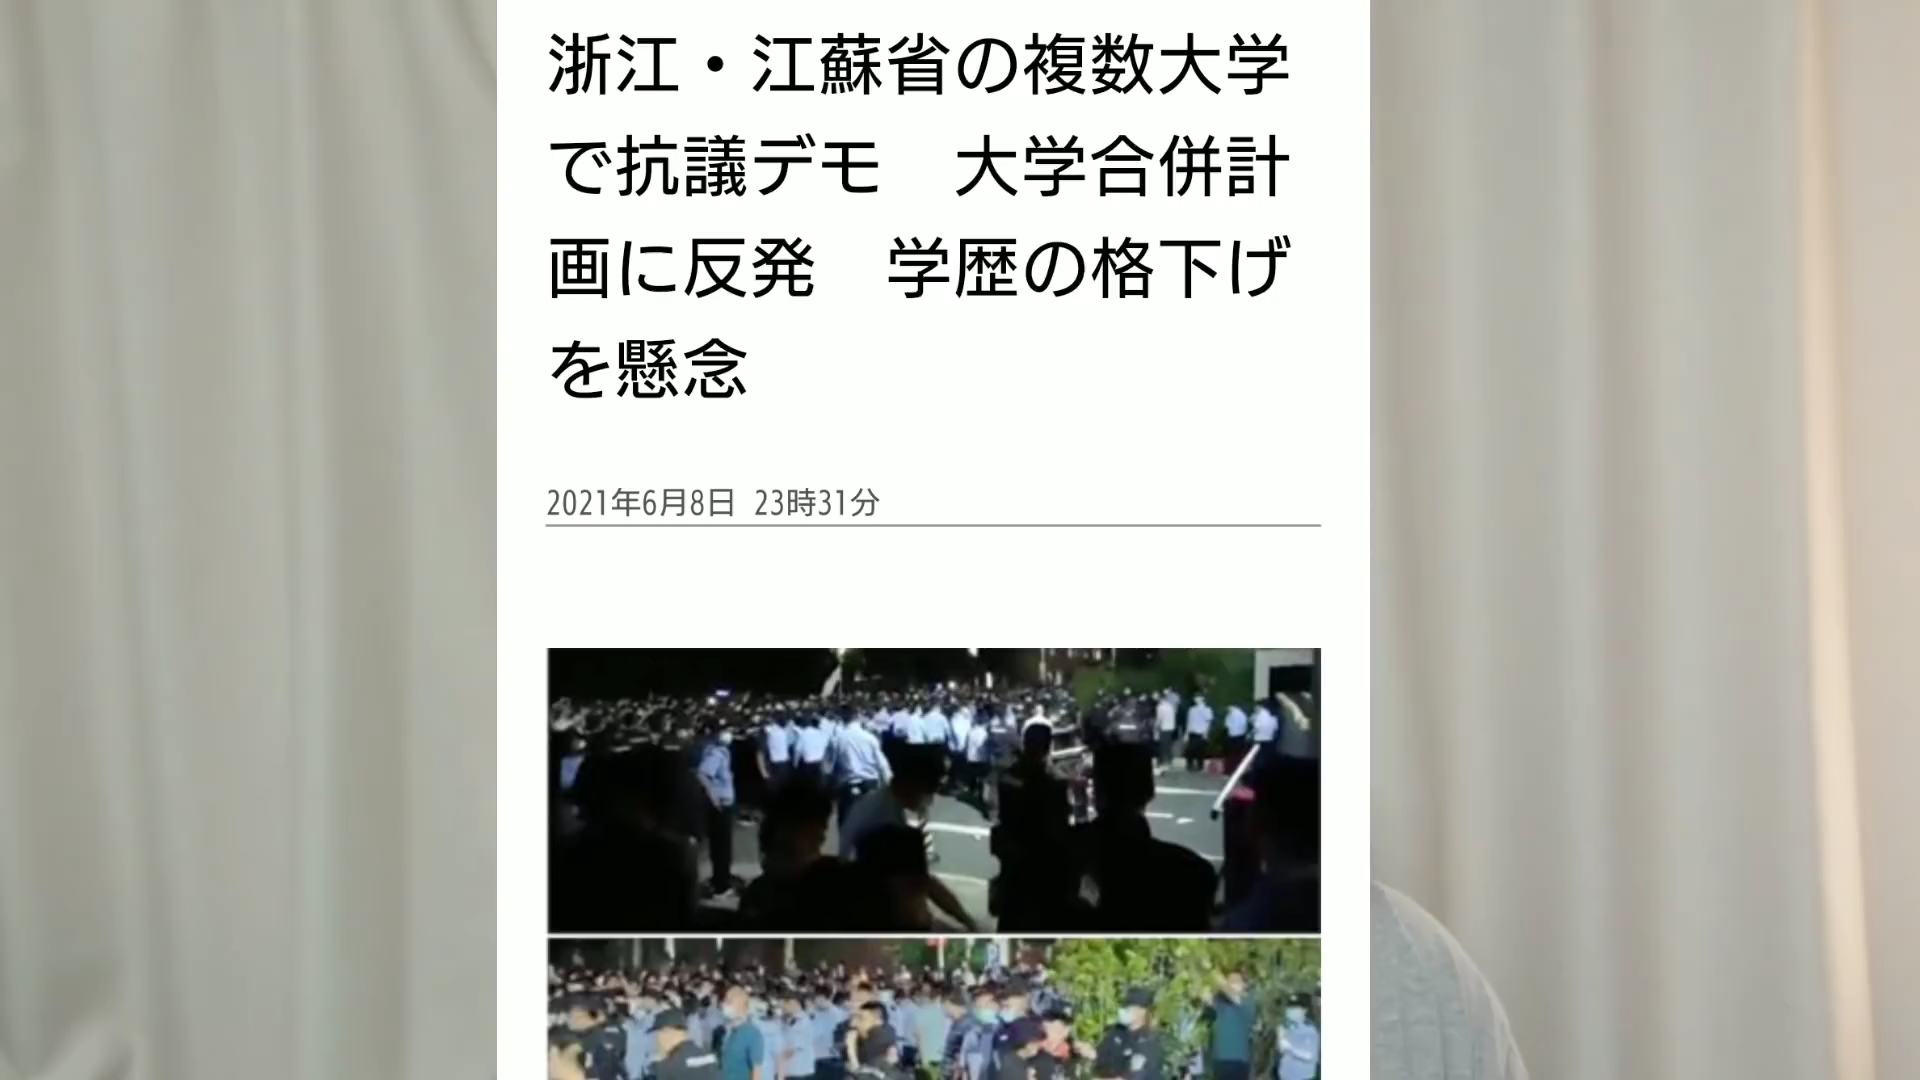 浙江・江蘇省の複数大学
で抗議デモ　大学合併計
画に反発　学歴の格下げ
を懸念
2021年6月8日 23時31分